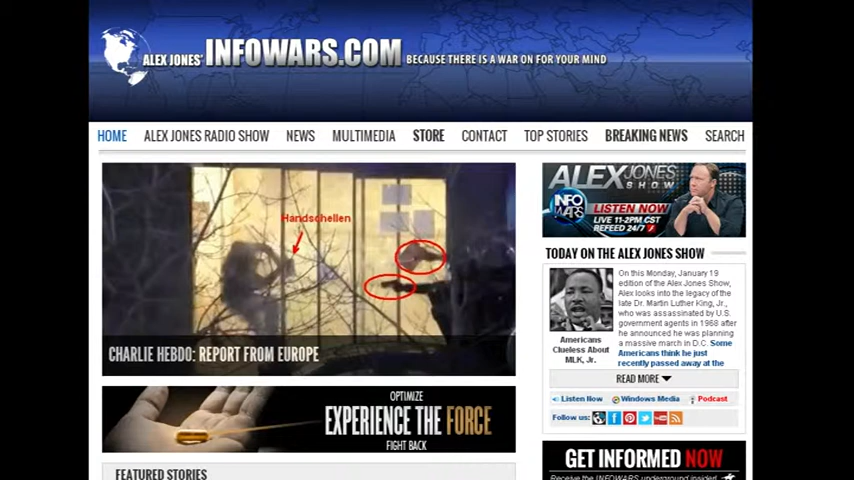 ALEX JONES' INFOWARS.COM BECAUSE THERE IS A WAR ON FOR YOUR MIND
HOME ALEX JONES RADIO SHOW NEWS MULTIMEDIA STORE CONTACT TOP STORIES BREAKING NEWS SEARCH
Handschellen
CHARLIE HEBDO: REPORT FROM EUROPE
OPTIMIZE
EXPERIENCE THE FORCE
FIGHT BACK
FEATURED STORIES
ALEX JONES
SHOW
INFO
WARS
LISTEN NOW
LIVE 11-2PM CST
REFEED 24/7
TODAY ON THE ALEX JONES SHOW
Americans
Clueless About
MLK, Jr.
On this Monday, January 19
edition of the Alex Jones Show,
Alex looks into the legacy of the
late Dr. Martin Luther King, Jr.,
who was assassinated by U.S.
government agents in 1968 after
he announced he was planning
a massive march in D.C. Some
Americans think he just
recently passed away at the
READ MORE
Listen Now Windows Media Podcast
Follow us:
GET INFORMED NOW
Receive the INFOWARS underground insider!